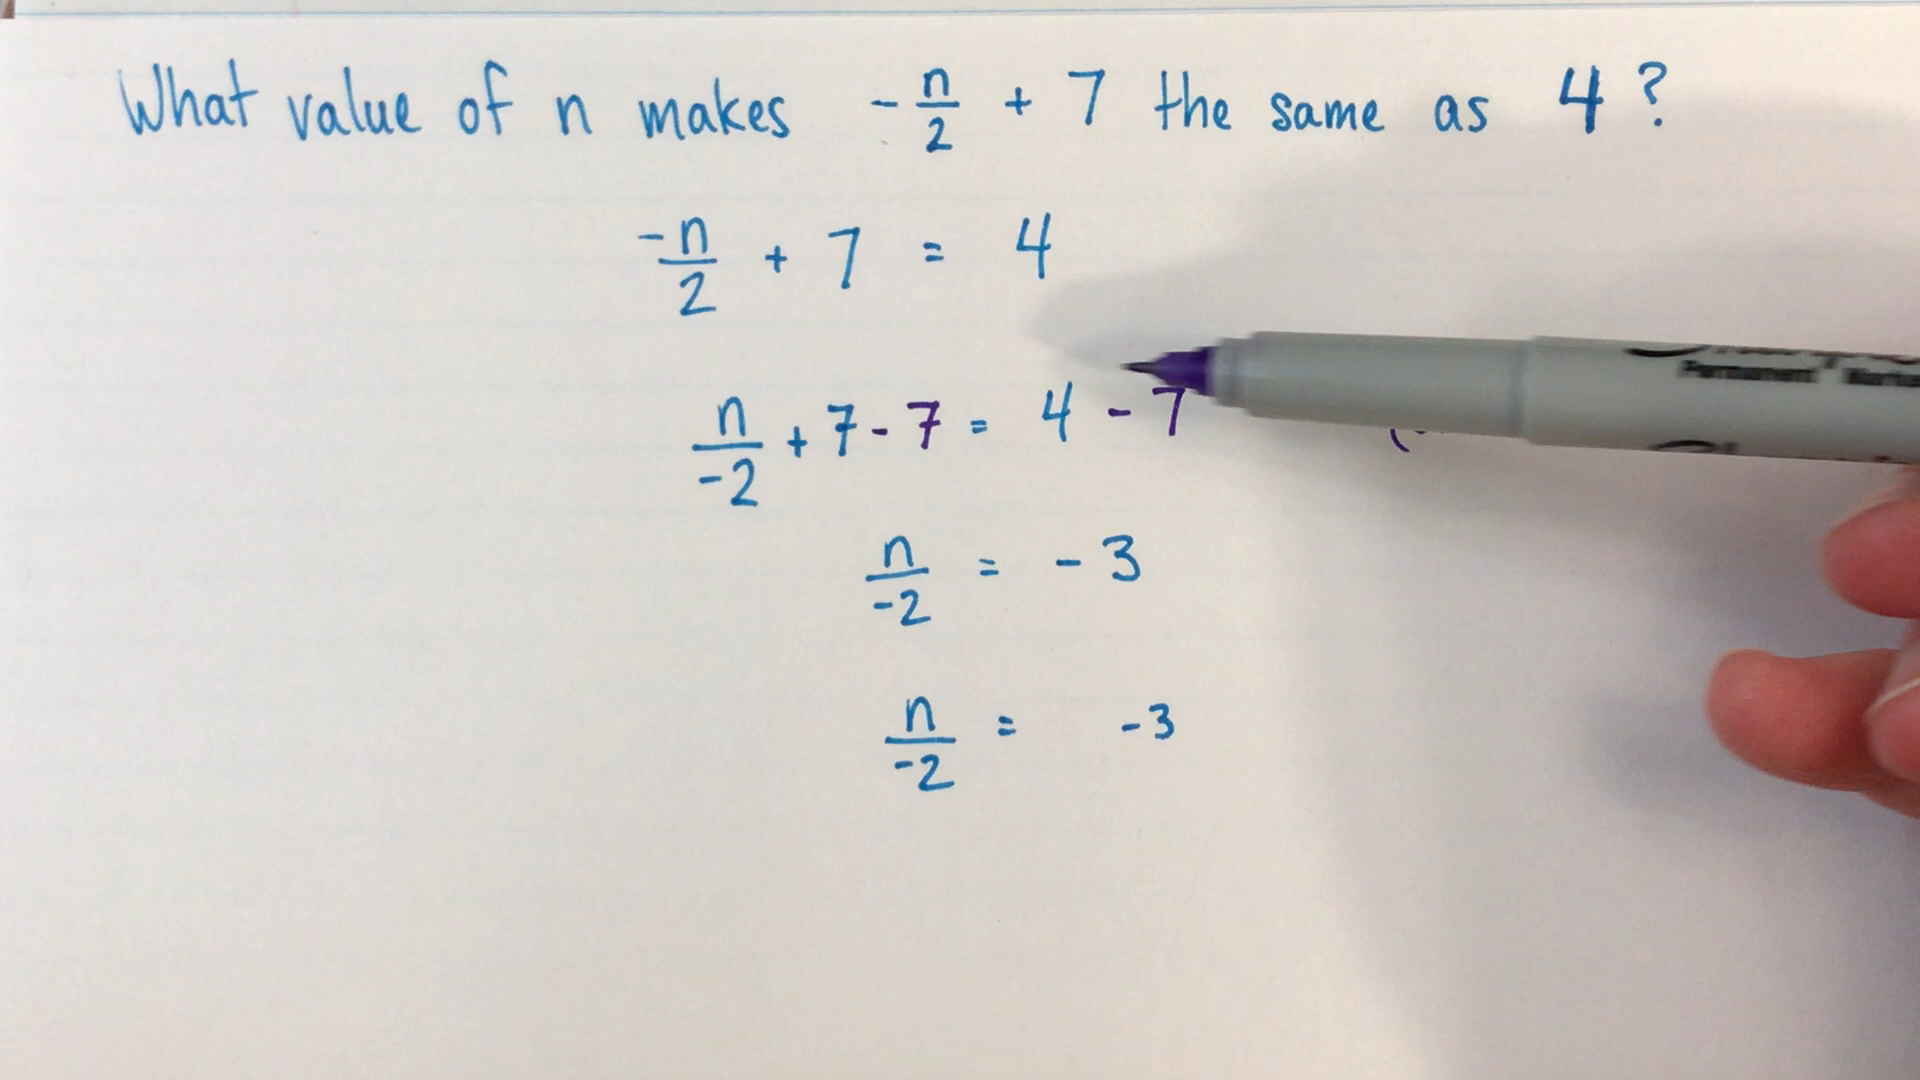 What value of n makes -n/2 + 7 the same as 4?
-n/2 + 7 = 4
n/-2 + 7 - 7 = 4 - 7
n/-2 = -3
n/-2 = -3
Permanent